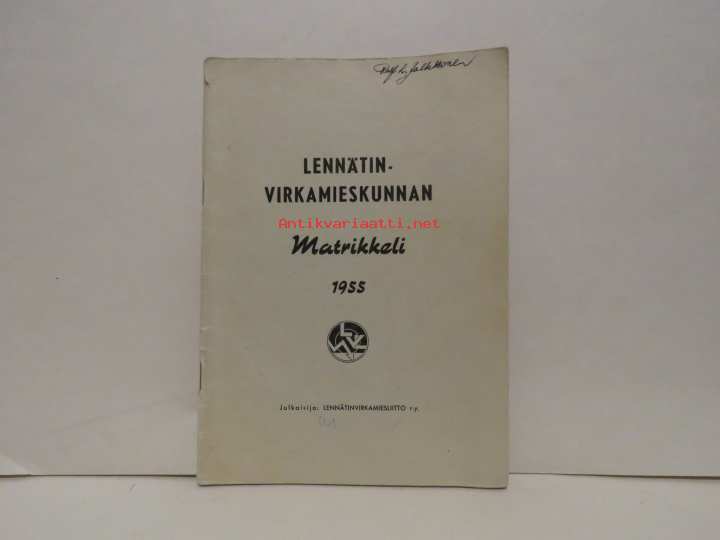 LENNÄTIN-
VIRKAMIESKUNNAN
Antikvariaatti.net
Matrikkeli
1955
Julkaisija: LENNÄTINVIRKAMIESLIITTO r.y.